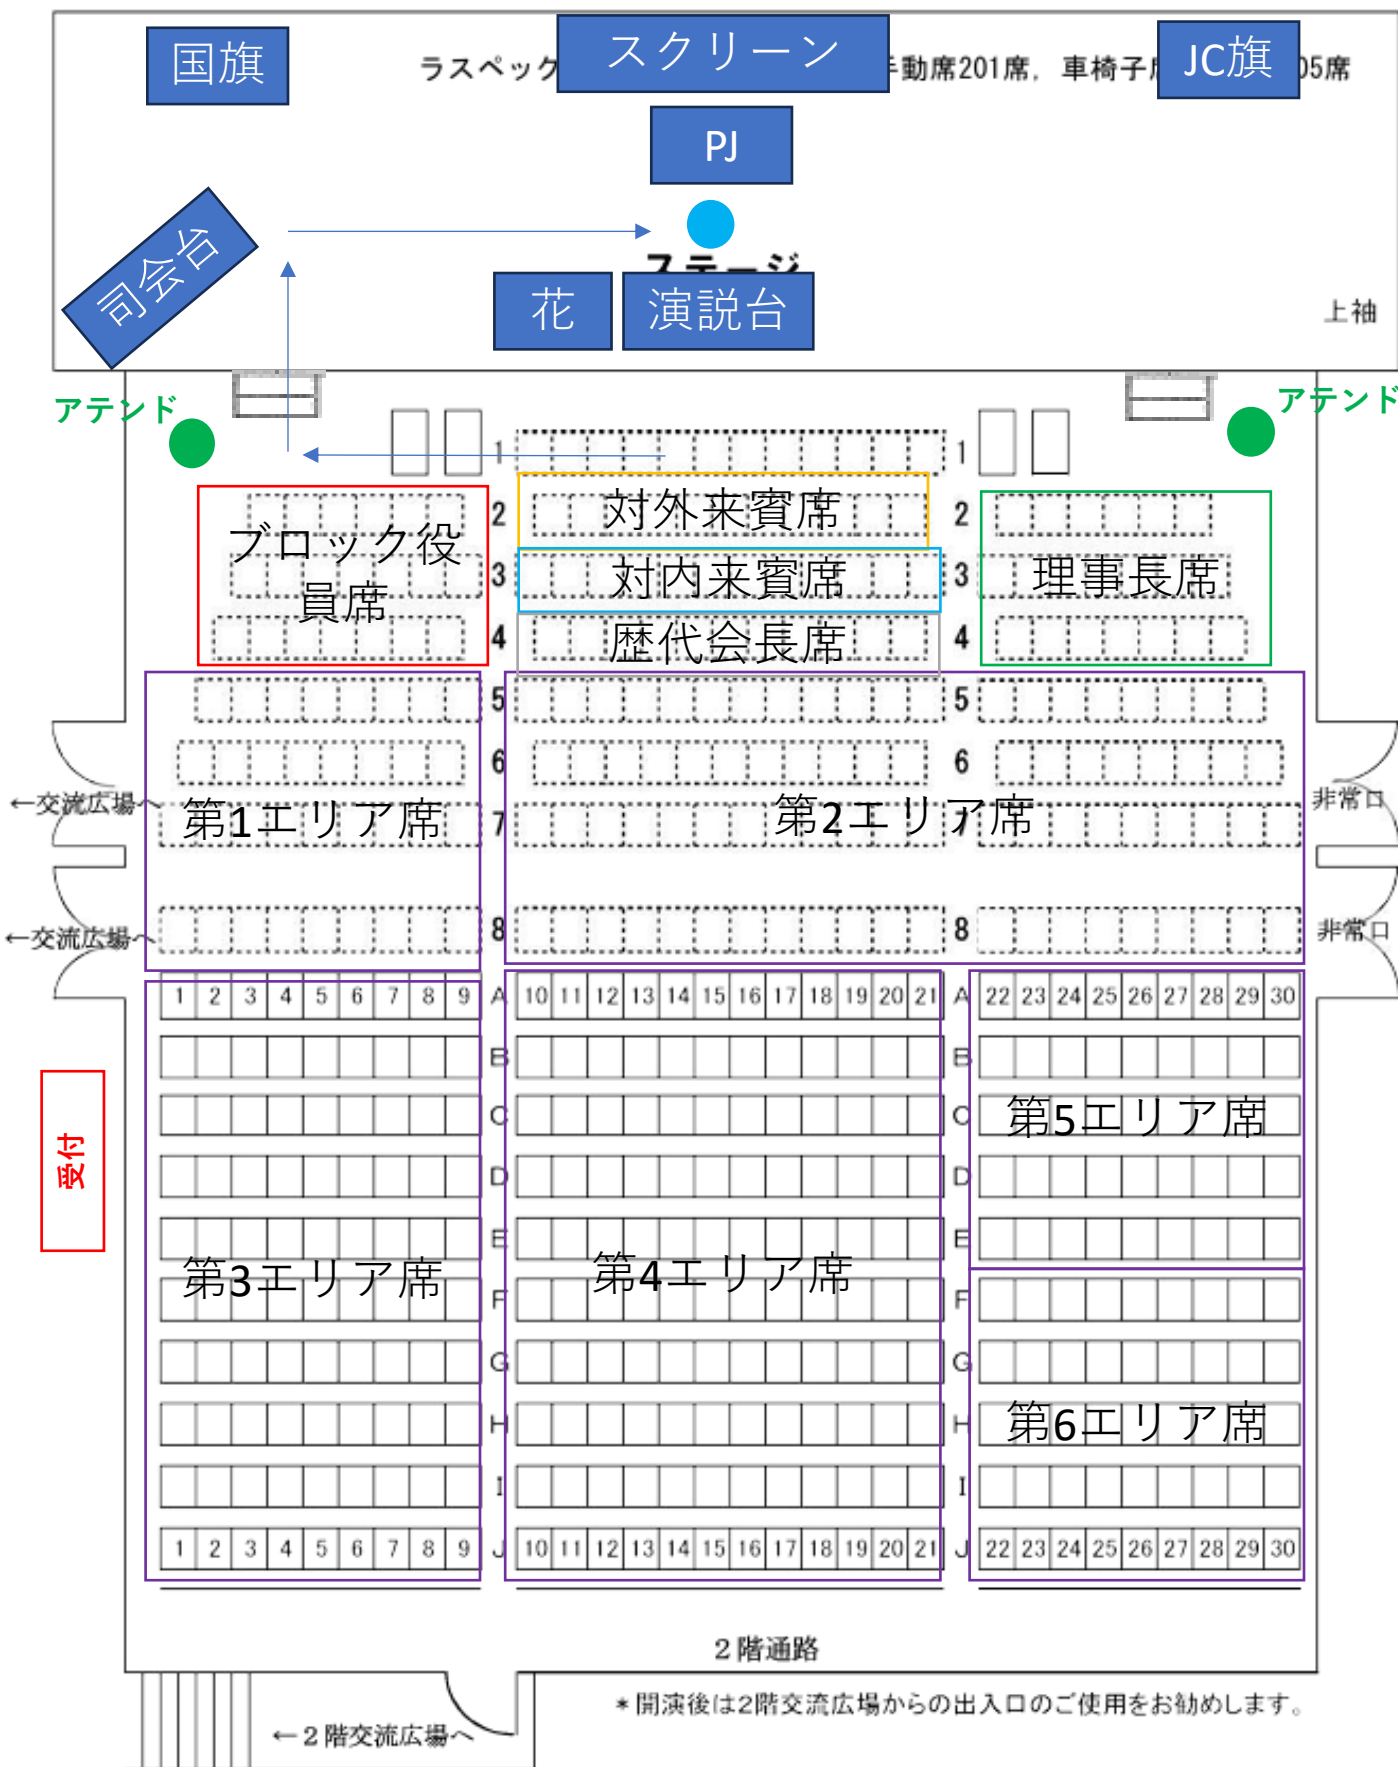 国旗
スクリーン
JC旗
ラスペック
手動席201席, 車椅子
05席
PJ
司会台
ステージ
花
演説台
上袖
アテンド
アテンド
1 1
2 対外来賓席 2
ブロック役
員席
3 対内来賓席 3
理事長席
4 歴代会長席 4
5 5
6 6
←交流広場へ
非常口
第1エリア席
7 第2エリア席 7
←交流広場へ
8 8
非常口
1 2 3 4 5 6 7 8 9 A 10 11 12 13 14 15 16 17 18 19 20 21 A 22 23 24 25 26 27 28 29 30
B B
C C
第5エリア席
受付
D D
E E
第3エリア席
第4エリア席
F F
G G
H H
第6エリア席
I I
1 2 3 4 5 6 7 8 9 J 10 11 12 13 14 15 16 17 18 19 20 21 J 22 23 24 25 26 27 28 29 30
2階通路
*開演後は2階交流広場からの出入口のご使用をお勧めします。
←2階交流広場へ